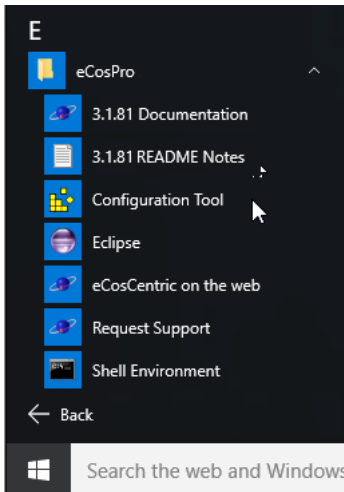 E
eCosPro
3.1.81 Documentation
3.1.81 README Notes
Configuration Tool
Eclipse
eCosCentric on the web
Request Support
Shell Environment
Back
Search the web and Windows